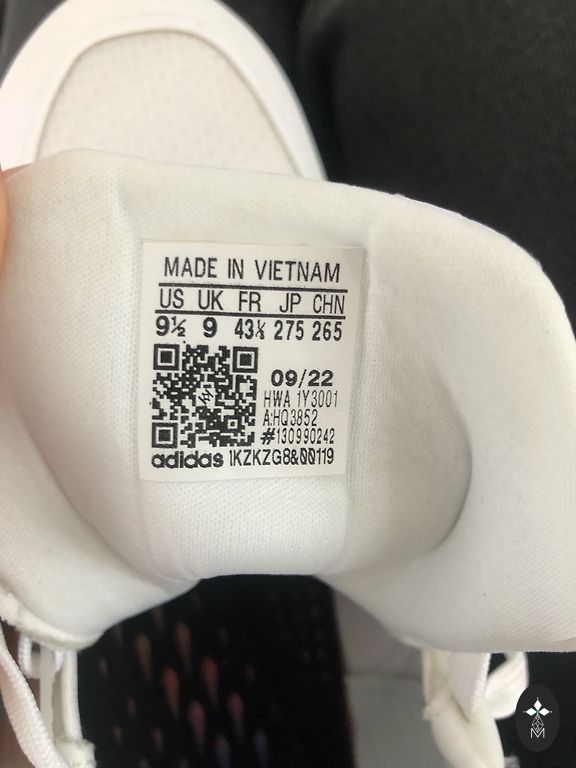 MADE IN VIETNAM
US UK FR JP CHN
9½ 9 43⅓ 275 265
09/22
HWA 1Y3001
A:HQ3852
#130990242
adidas 1KZKZG8&00119
M